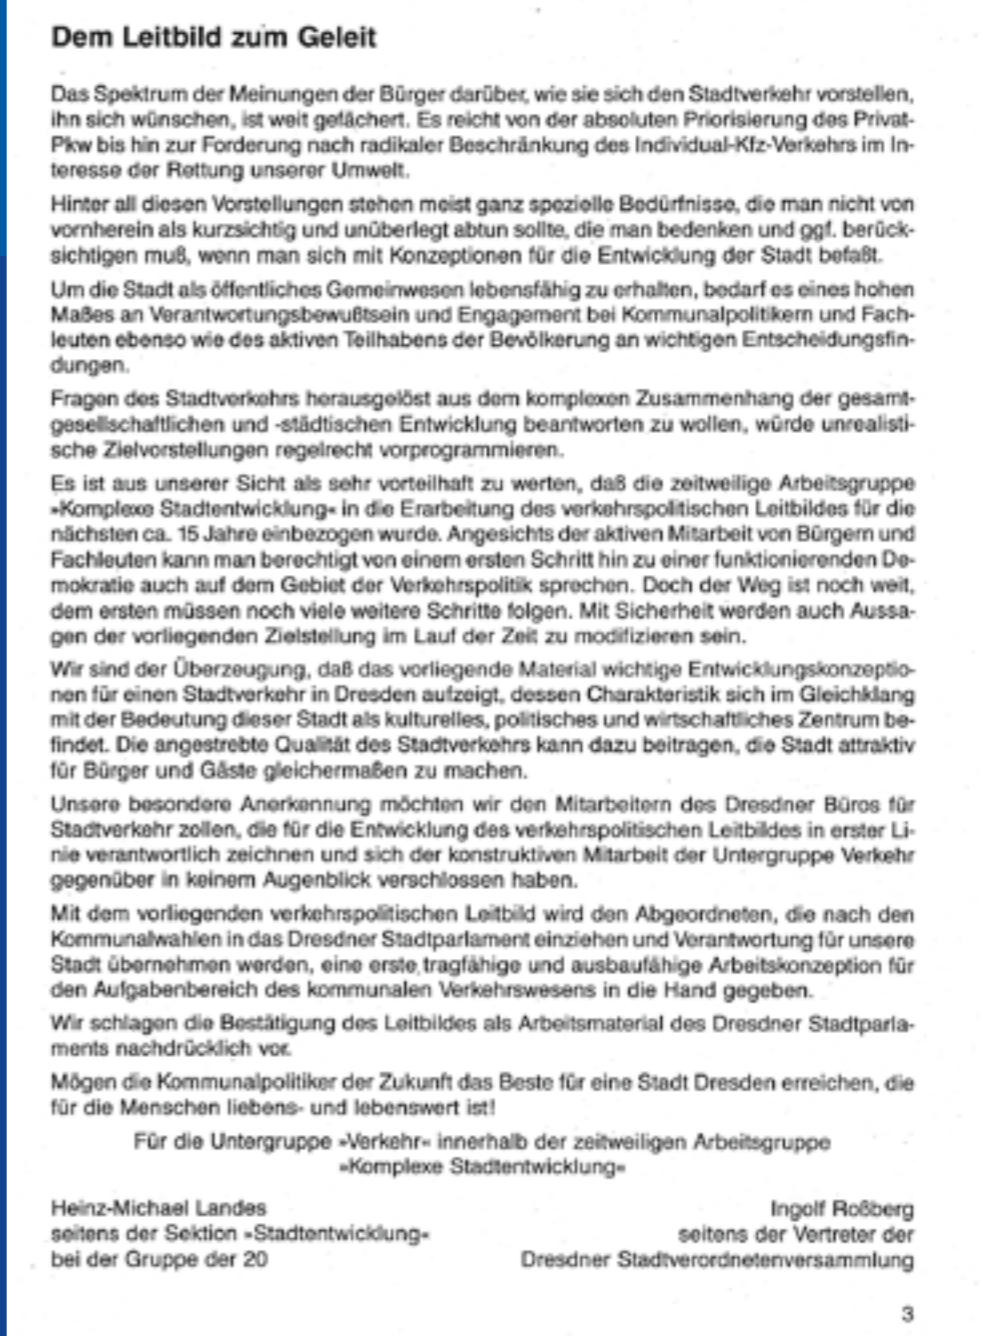 Dem Leitbild zum Geleit
Das Spektrum der Meinungen der Bürger darüber, wie sie sich den Stadtverkehr vorstellen,
ihn sich wünschen, ist weit gefächert. Es reicht von der absoluten Priorisierung des Privat-
Pkw bis hin zur Forderung nach radikaler Beschränkung des Individual-Kfz-Verkehrs im In-
teresse der Rettung unserer Umwelt.
Hinter all diesen Vorstellungen stehen meist ganz spezielle Bedürfnisse, die man nicht von
vornherein als kurzsichtig und unüberlegt abtun sollte, die man bedenken und ggf. berück-
sichtigen muß, wenn man sich mit Konzeptionen für die Entwicklung der Stadt befaßt.
Um die Stadt als öffentliches Gemeinwesen lebensfähig zu erhalten, bedarf es eines hohen
Maßes an Verantwortungsbewußtsein und Engagement bei Kommunalpolitikern und Fach-
leuten ebenso wie des aktiven Teilhabens der Bevölkerung an wichtigen Entscheidungsfin-
dungen.
Fragen des Stadtverkehrs herausgelöst aus dem komplexen Zusammenhang der gesamt-
gesellschaftlichen und -städtischen Entwicklung beantworten zu wollen, würde unrealisti-
sche Zielvorstellungen regelrecht vorprogrammieren.
Es ist aus unserer Sicht als sehr vorteilhaft zu werten, daß die zeitweilige Arbeitsgruppe
»Komplexe Stadtentwicklung« in die Erarbeitung des verkehrspolitischen Leitbildes für die
nächsten ca. 15 Jahre einbezogen wurde. Angesichts der aktiven Mitarbeit von Bürgern und
Fachleuten kann man berechtigt von einem ersten Schritt hin zu einer funktionierenden De-
mokratie auch auf dem Gebiet der Verkehrspolitik sprechen. Doch der Weg ist noch weit,
dem ersten müssen noch viele weitere Schritte folgen. Mit Sicherheit werden auch Aussa-
gen der vorliegenden Zielstellung im Lauf der Zeit zu modifizieren sein.
Wir sind der Überzeugung, daß das vorliegende Material wichtige Entwicklungskonzeptio-
nen für einen Stadtverkehr in Dresden aufzeigt, dessen Charakteristik sich im Gleichklang
mit der Bedeutung dieser Stadt als kulturelles, politisches und wirtschaftliches Zentrum be-
findet. Die angestrebte Qualität des Stadtverkehrs kann dazu beitragen, die Stadt attraktiv
für Bürger und Gäste gleichermaßen zu machen.
Unsere besondere Anerkennung möchten wir den Mitarbeitern des Dresdner Büros für
Stadtverkehr zollen, die für die Entwicklung des verkehrspolitischen Leitbildes in erster Li-
nie verantwortlich zeichnen und sich der konstruktiven Mitarbeit der Untergruppe Verkehr
gegenüber in keinem Augenblick verschlossen haben.
Mit dem vorliegenden verkehrspolitischen Leitbild wird den Abgeordneten, die nach den
Kommunalwahlen in das Dresdner Stadtparlament einziehen und Verantwortung für unsere
Stadt übernehmen werden, eine erste tragfähige und ausbaufähige Arbeitskonzeption für
den Aufgabenbereich des kommunalen Verkehrswesens in die Hand gegeben.
Wir schlagen die Bestätigung des Leitbildes als Arbeitsmaterial des Dresdner Stadtparla-
ments nachdrücklich vor.
Mögen die Kommunalpolitiker der Zukunft das Beste für eine Stadt Dresden erreichen, die
für die Menschen liebens- und lebenswert ist!
Für die Untergruppe »Verkehr« innerhalb der zeitweiligen Arbeitsgruppe
»Komplexe Stadtentwicklung«
Heinz-Michael Landes
seitens der Sektion »Stadtentwicklung«
bei der Gruppe der 20
Ingolf Roßberg
seitens der Vertreter der
Dresdner Stadtverordnetenversammlung
3